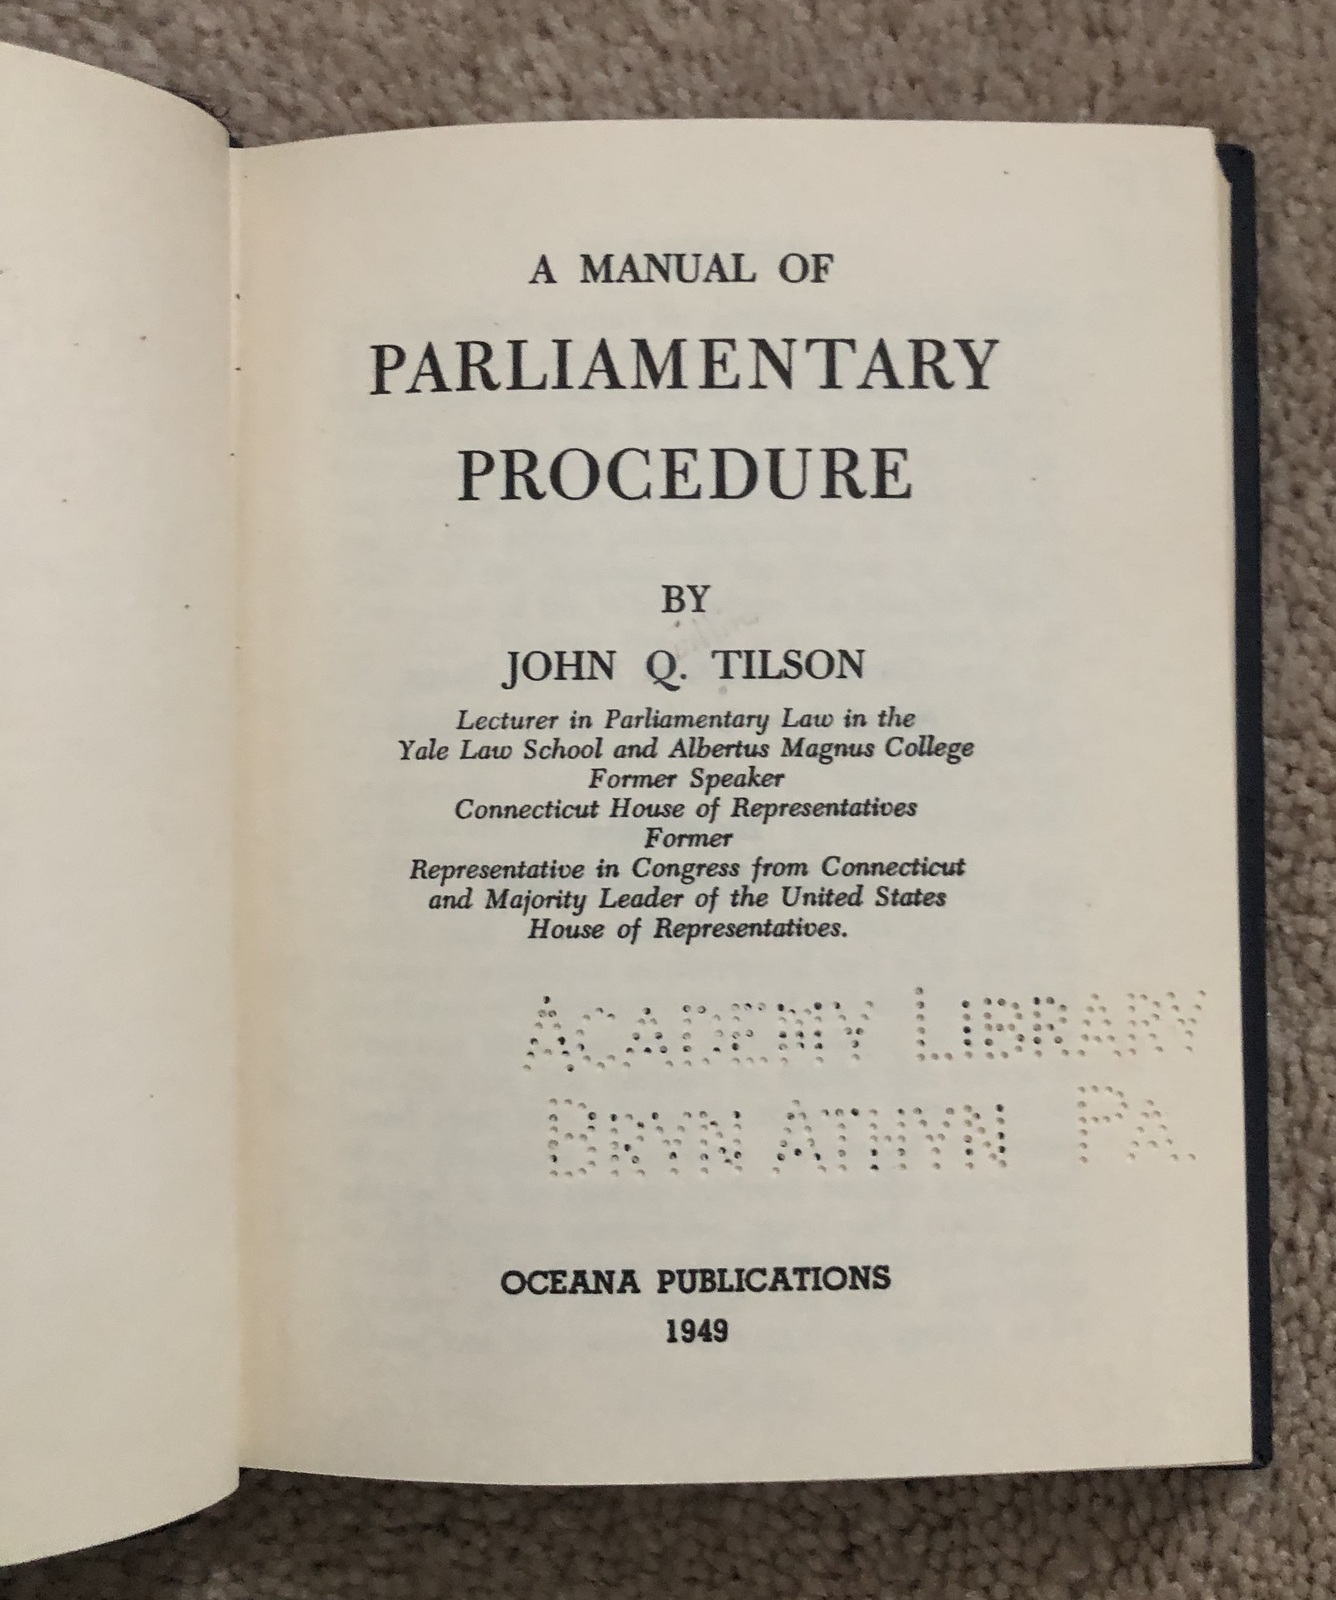 A MANUAL OF
PARLIAMENTARY
PROCEDURE
BY
JOHN Q. TILSON
Lecturer in Parliamentary Law in the
Yale Law School and Albertus Magnus College
Former Speaker
Connecticut House of Representatives
Former
Representative in Congress from Connecticut
and Majority Leader of the United States
House of Representatives.
ACADEMY LIBRARY
BRYN ATHYN PA
OCEANA PUBLICATIONS
1949